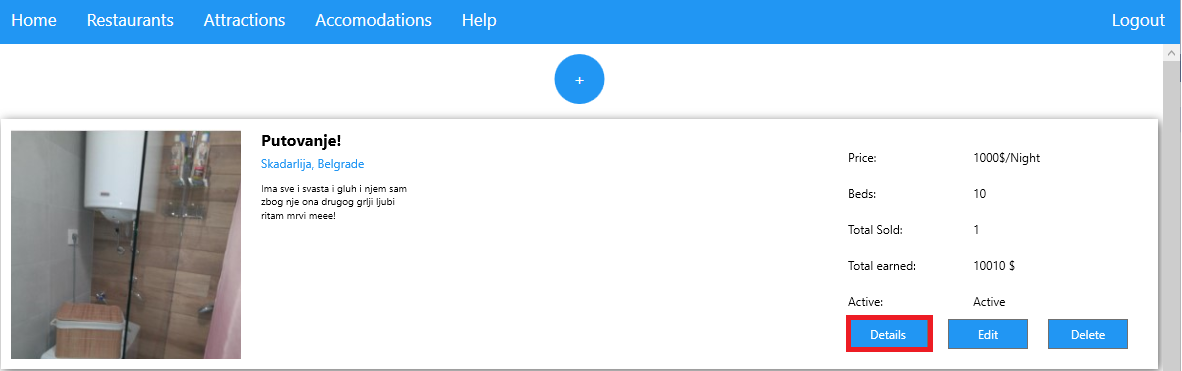 Home Restaurants Attractions Accomodations Help Logout
+
Putovanje!
Skadarlija, Belgrade
Ima sve i svasta i gluh i njem sam
zbog nje ona drugog grlji ljubi
ritam mrvi meee!
Price: 1000$/Night
Beds: 10
Total Sold: 1
Total earned: 10010 $
Active: Active
Details Edit Delete